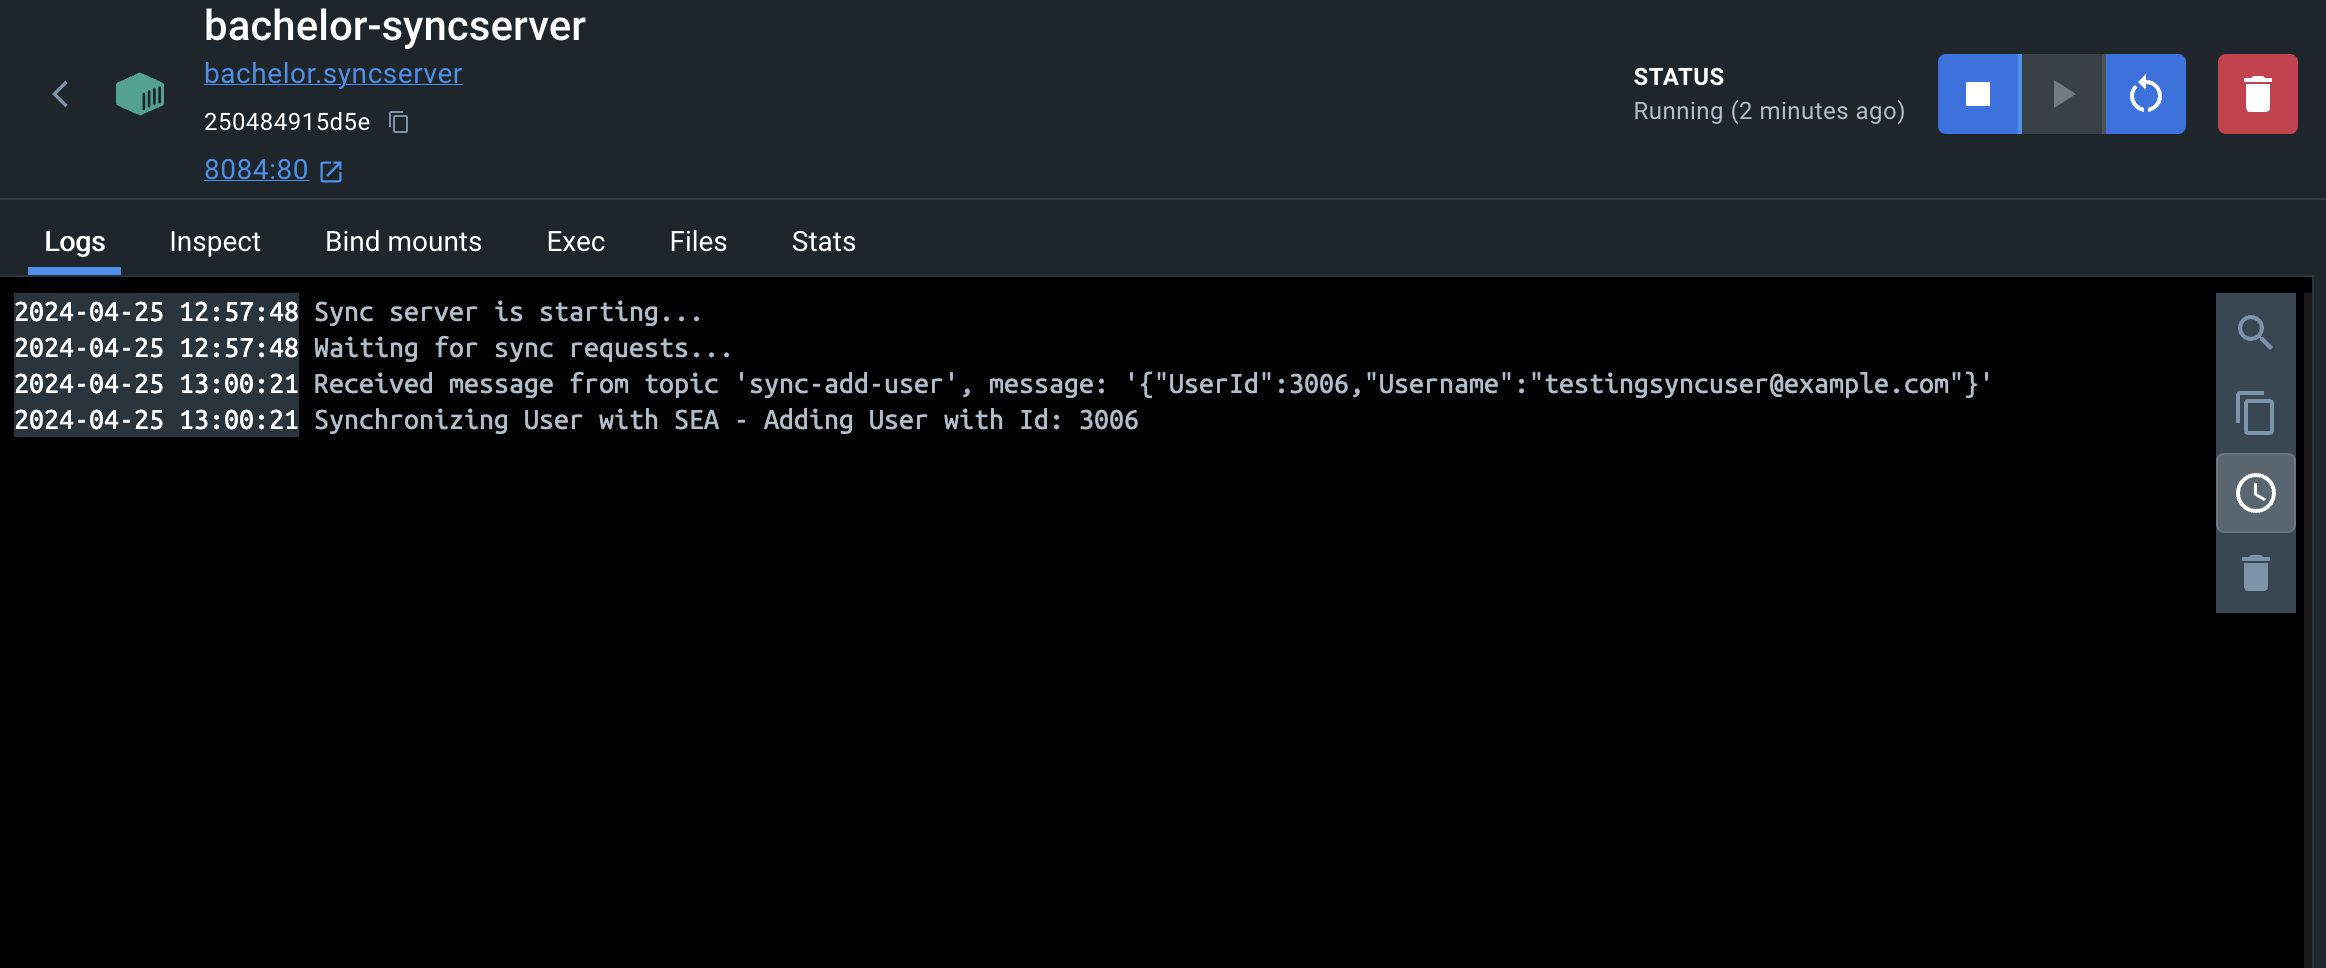 bachelor-syncserver
bachelor.syncserver
250484915d5e
8084:80
STATUS
Running (2 minutes ago)
Logs Inspect Bind mounts Exec Files Stats
2024-04-25 12:57:48 Sync server is starting...
2024-04-25 12:57:48 Waiting for sync requests...
2024-04-25 13:00:21 Received message from topic 'sync-add-user', message: '{"UserId":3006,"Username":"testingsyncuser@example.com"}'
2024-04-25 13:00:21 Synchronizing User with SEA - Adding User with Id: 3006